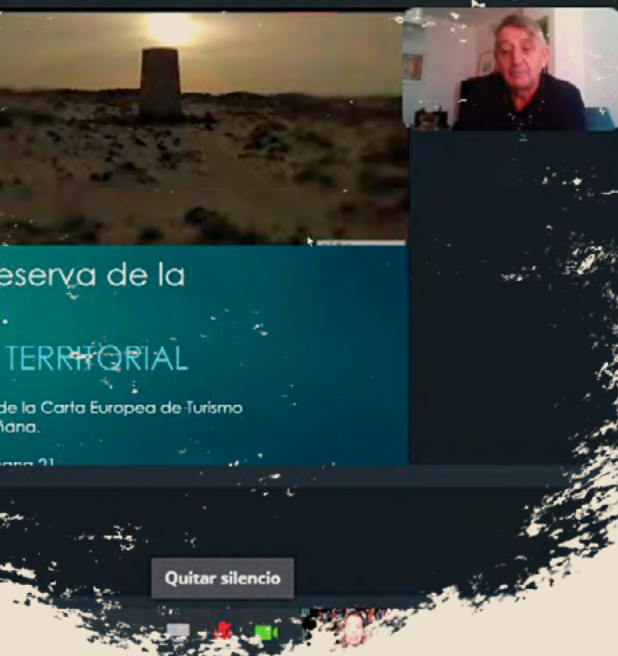 eserva de la
.
TERRITORIAL
de la Carta Europea de Turismo
ñana.
Quitar silencio